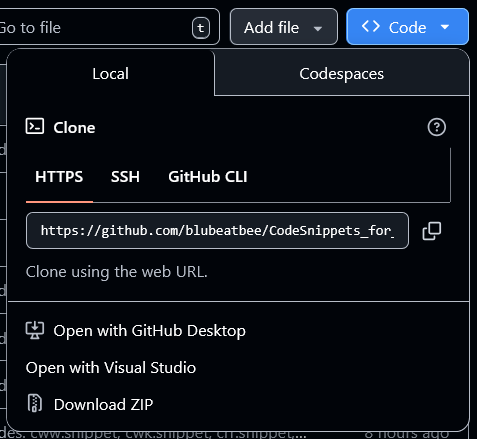 Go to file
t
Add file
Code
Local
Codespaces
Clone
HTTPS
SSH
GitHub CLI
https://github.com/blubeatbee/CodeSnippets_for_
Clone using the web URL.
Open with GitHub Desktop
Open with Visual Studio
Download ZIP
cww.snippet, cwk.snippet, crr.snippet,...
8 hours ago